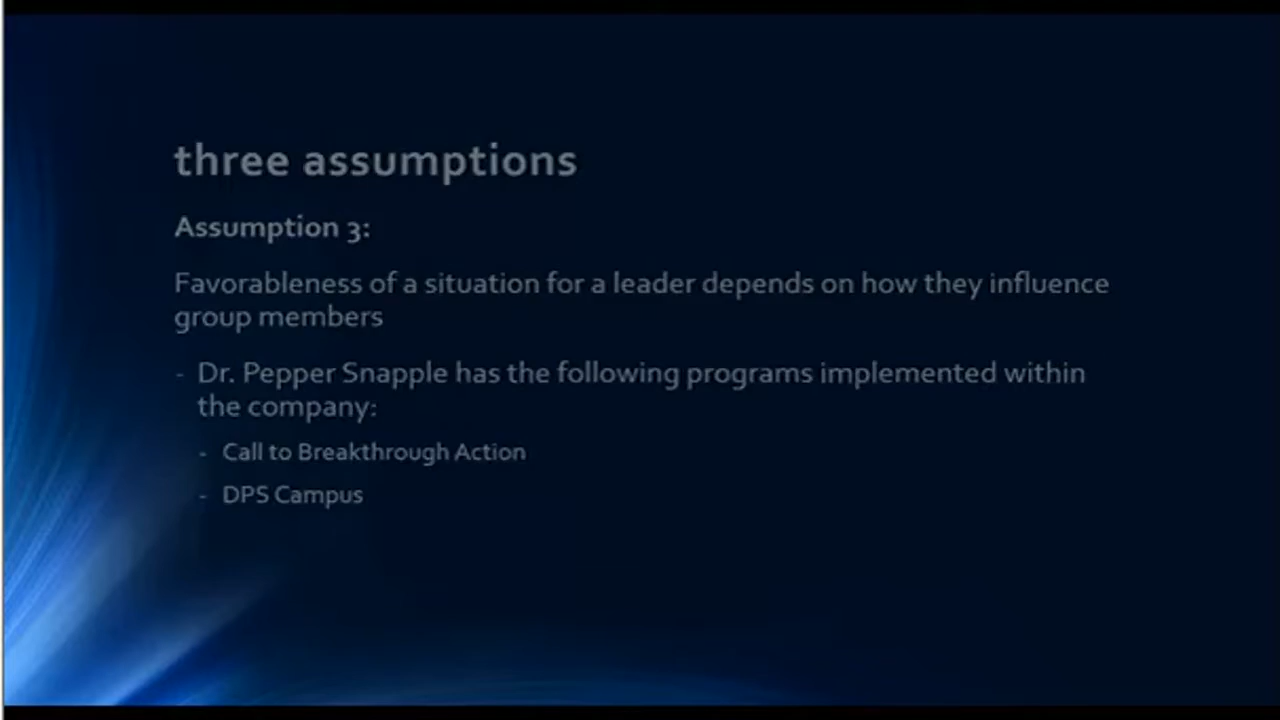 three assumptions
Assumption 3:
Favorableness of a situation for a leader depends on how they influence
group members
- Dr. Pepper Snapple has the following programs implemented within
the company:
- Call to Breakthrough Action
- DPS Campus